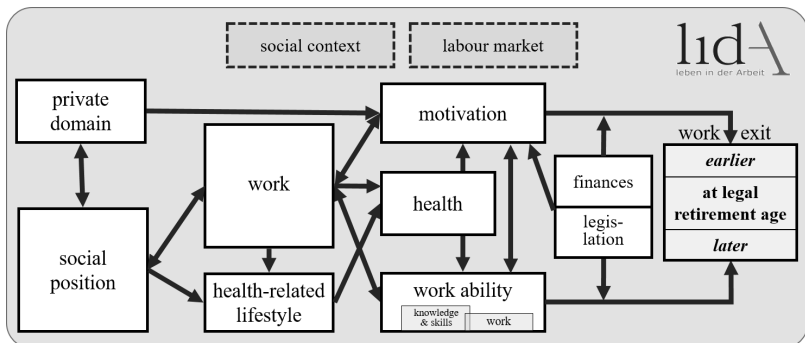 social context
labour market
lidA
leben in der Arbeit
private
domain
motivation
work exit
earlier
at legal
retirement age
later
work
health
finances
legis-
lation
social
position
health-related
lifestyle
work ability
knowledge
& skills
work